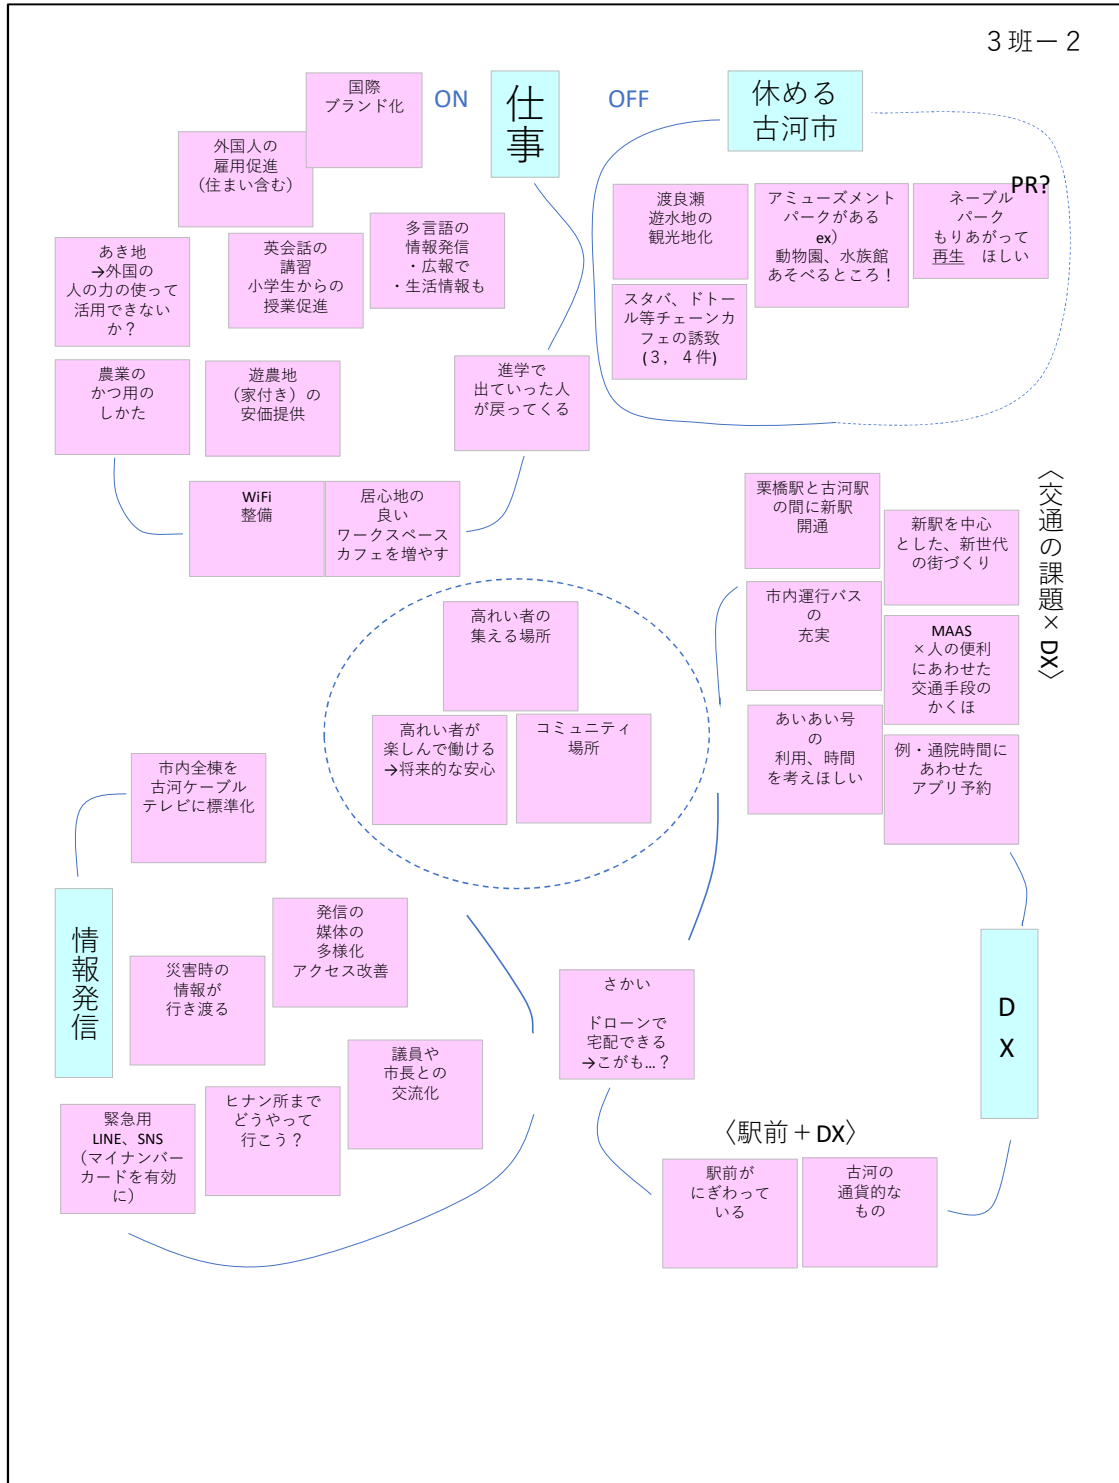 3班ー2
国際
ブランド化
ON
仕事
OFF
休める
古河市
外国人の
雇用促進
（住まい含む）
あき地
→外国の
人の力の使って
活用できない
か？
英会話の
講習
小学生からの
授業促進
多言語の
情報発信
・広報で
・生活情報も
農業の
かつ用の
しかた
遊農地
（家付き）の
安価提供
進学で
出ていった人
が戻ってくる
WiFi
整備
居心地の
良い
ワークスペース
カフェを増やす
渡良瀬
遊水地の
観光地化
アミューズメント
パークがある
ex）
動物園、水族館
あそべるところ！
PR?
ネーブル
パーク
もりあがって
再生　ほしい
スタバ、ドトー
ル等チェーンカ
フェの誘致
(３，４件)
〈交通の課題×DX〉
栗橋駅と古河駅
の間に新駅
開通
新駅を中心
とした、新世代
の街づくり
市内運行バス
の
充実
MAAS
×人の便利
にあわせた
交通手段の
かくほ
あいあい号
の
利用、時間
を考えほしい
例・通院時間に
あわせた
アプリ予約
高れい者の
集える場所
高れい者が
楽しんで働ける
→将来的な安心
コミュニティ
場所
市内全棟を
古河ケーブル
テレビに標準化
情報発信
発信の
媒体の
多様化
アクセス改善
災害時の
情報が
行き渡る
議員や
市長との
交流化
ヒナン所まで
どうやって
行こう？
緊急用
LINE、SNS
（マイナンバー
カードを有効
に）
さかい
ドローンで
宅配できる
→こがも…？
DX
〈駅前＋DX〉
駅前が
にぎわって
いる
古河の
通貨的な
もの